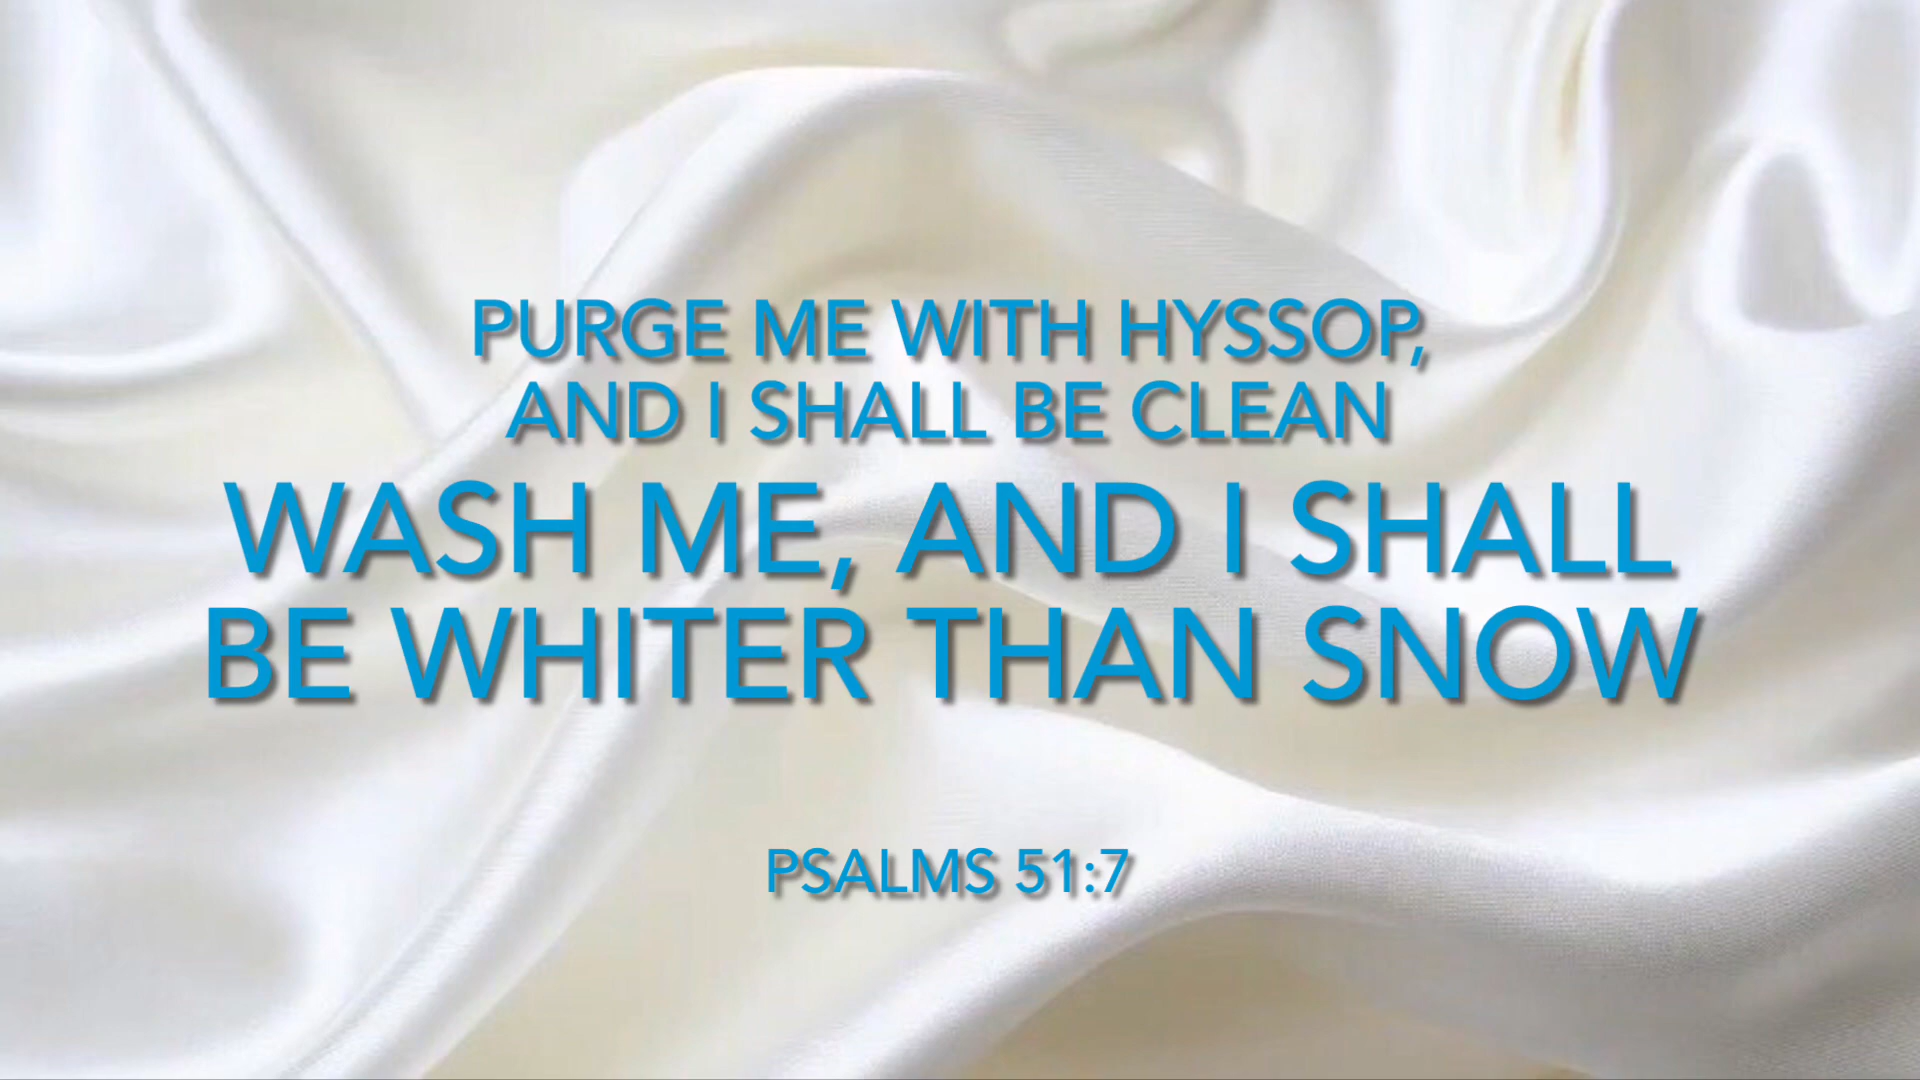 PURGE ME WITH HYSSOP,
AND I SHALL BE CLEAN
WASH ME, AND I SHALL
BE WHITER THAN SNOW
PSALMS 51:7